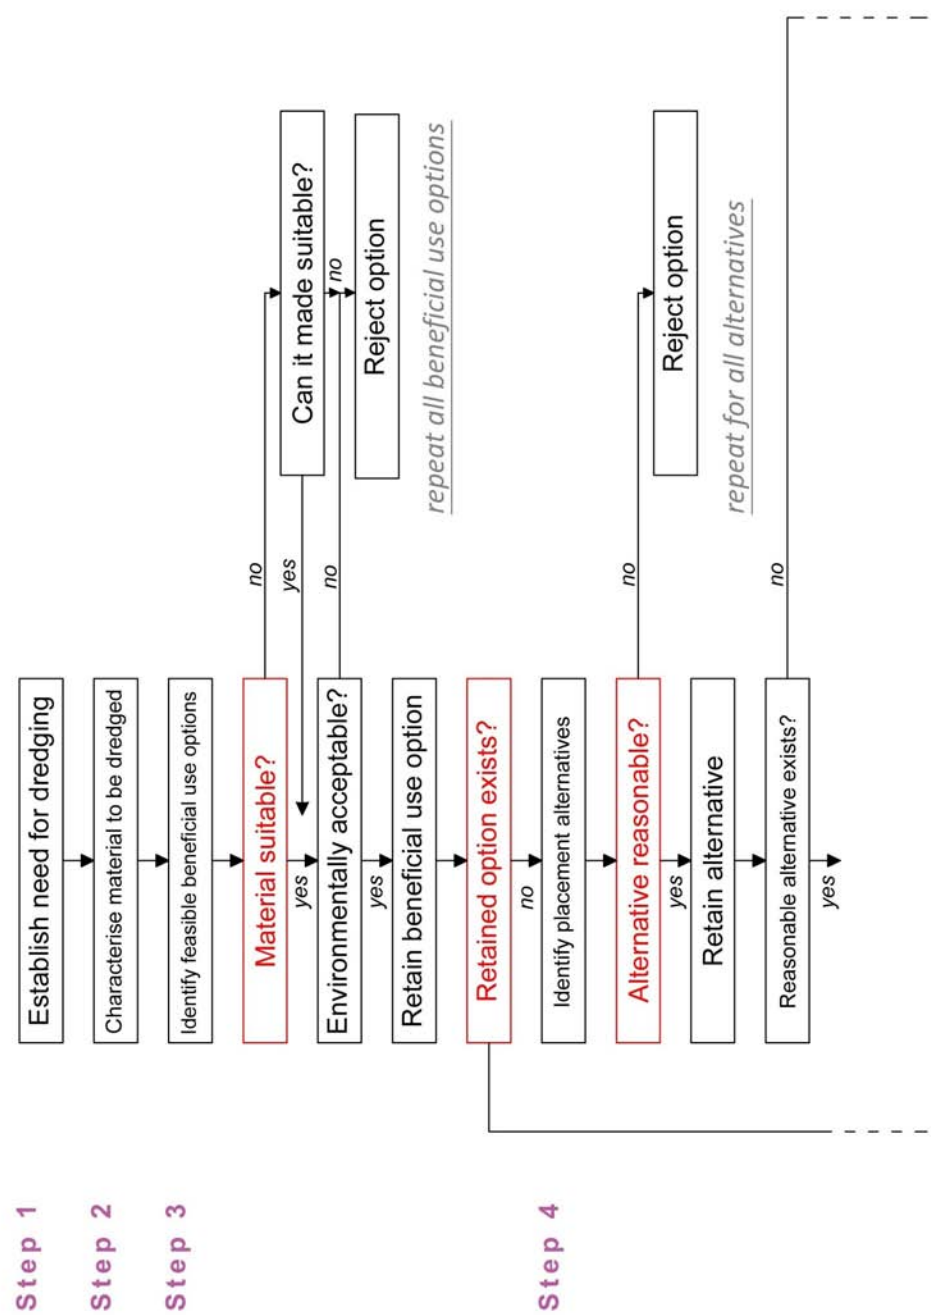 Step 1
Establish need for dredging
Step 2
Characterise material to be dredged
Step 3
Identify feasible beneficial use options
Material suitable?
no
Can it made suitable?
yes
yes
no
Environmentally acceptable?
no
Reject option
yes
Retain beneficial use option
repeat all beneficial use options
Retained option exists?
no
Step 4
Identify placement alternatives
Alternative reasonable?
no
Reject option
yes
Retain alternative
repeat for all alternatives
Reasonable alternative exists?
no
yes